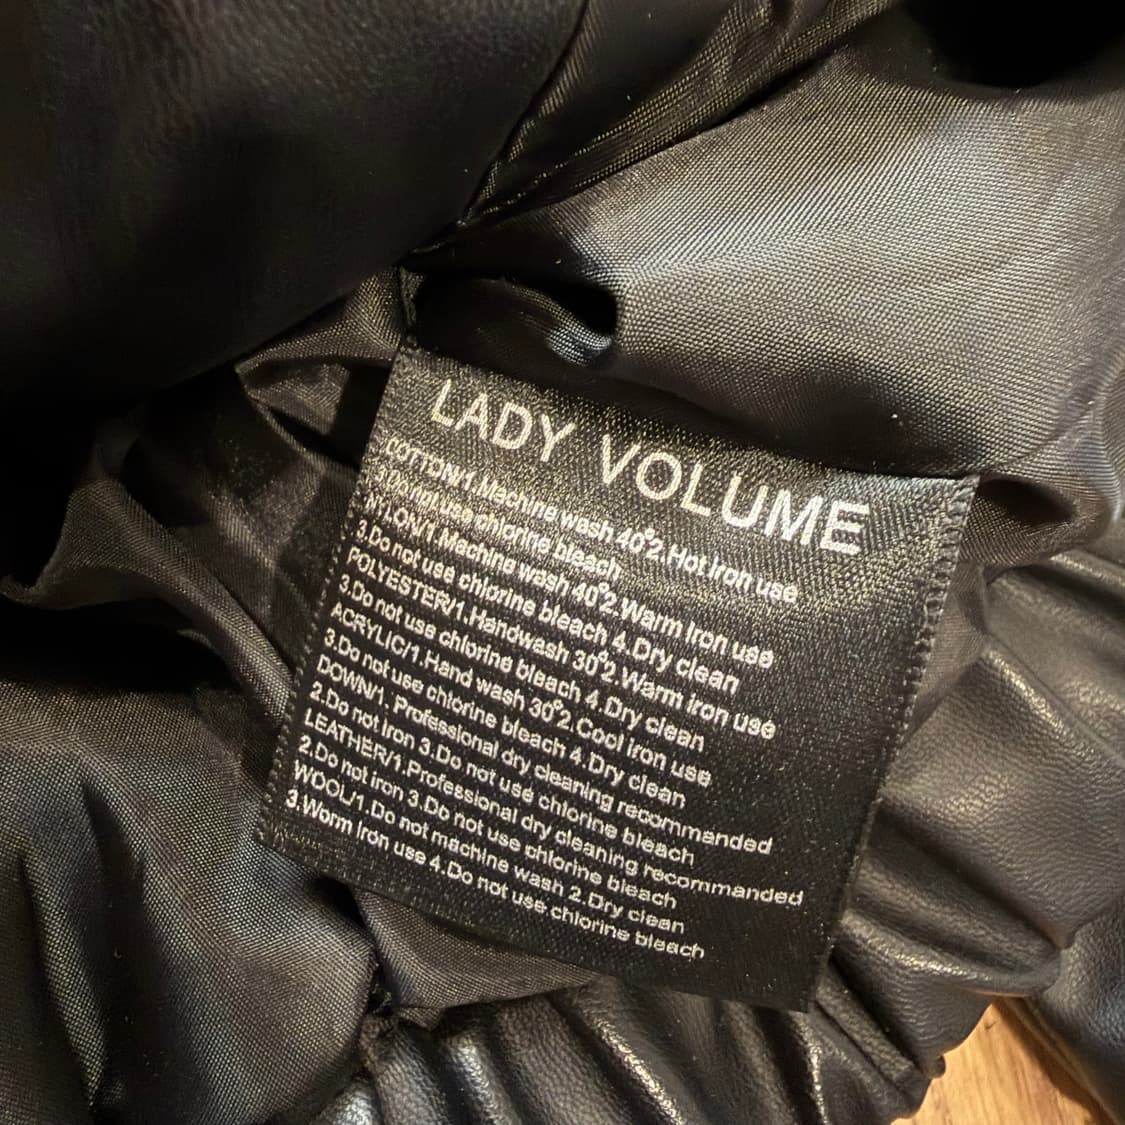 LADY VOLUME
COTTON/1.Machine wash 40°2.Hot Iron use
3.Do not use chlorine bleach
NYLON/1.Machine wash 40°2.Warm Iron use
3.Do not use chlorine bleach 4.Dry clean
POLYESTER/1.Handwash 30°2.Warm iron use
3.Do not use chlorine bleach 4.Dry clean
ACRYLIC/1.Hand wash 30°2.Cool iron use
3.Do not use chlorine bleach 4.Dry clean
DOWN/1. Professional dry cleaning recommanded
2.Do not Iron 3.Do not use chlorine bleach
LEATHER/1.Professional dry cleaning recommanded
2.Do not iron 3.Do not use chlorine bleach
WOOL/1.Do not machine wash 2.Dry clean
3.Worm Iron use 4.Do not use chlorine bleach